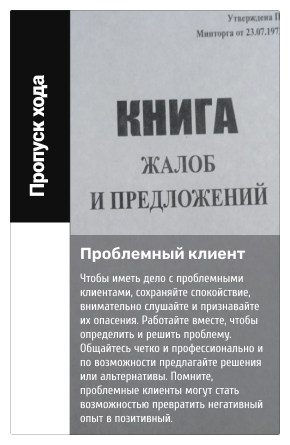 Пропуск хода
Утверждена П
Минторга от 23.07.197
КНИГА
ЖАЛОБ
И ПРЕДЛОЖЕНИЙ
Проблемный клиент
Чтобы иметь дело с проблемными
клиентами, сохраняйте спокойствие,
внимательно слушайте и признавайте
их опасения. Работайте вместе, чтобы
определить и решить проблему.
Общайтесь четко и профессионально и
по возможности предлагайте решения
или альтернативы. Помните,
проблемные клиенты могут стать
возможностью превратить негативный
опыт в позитивный.